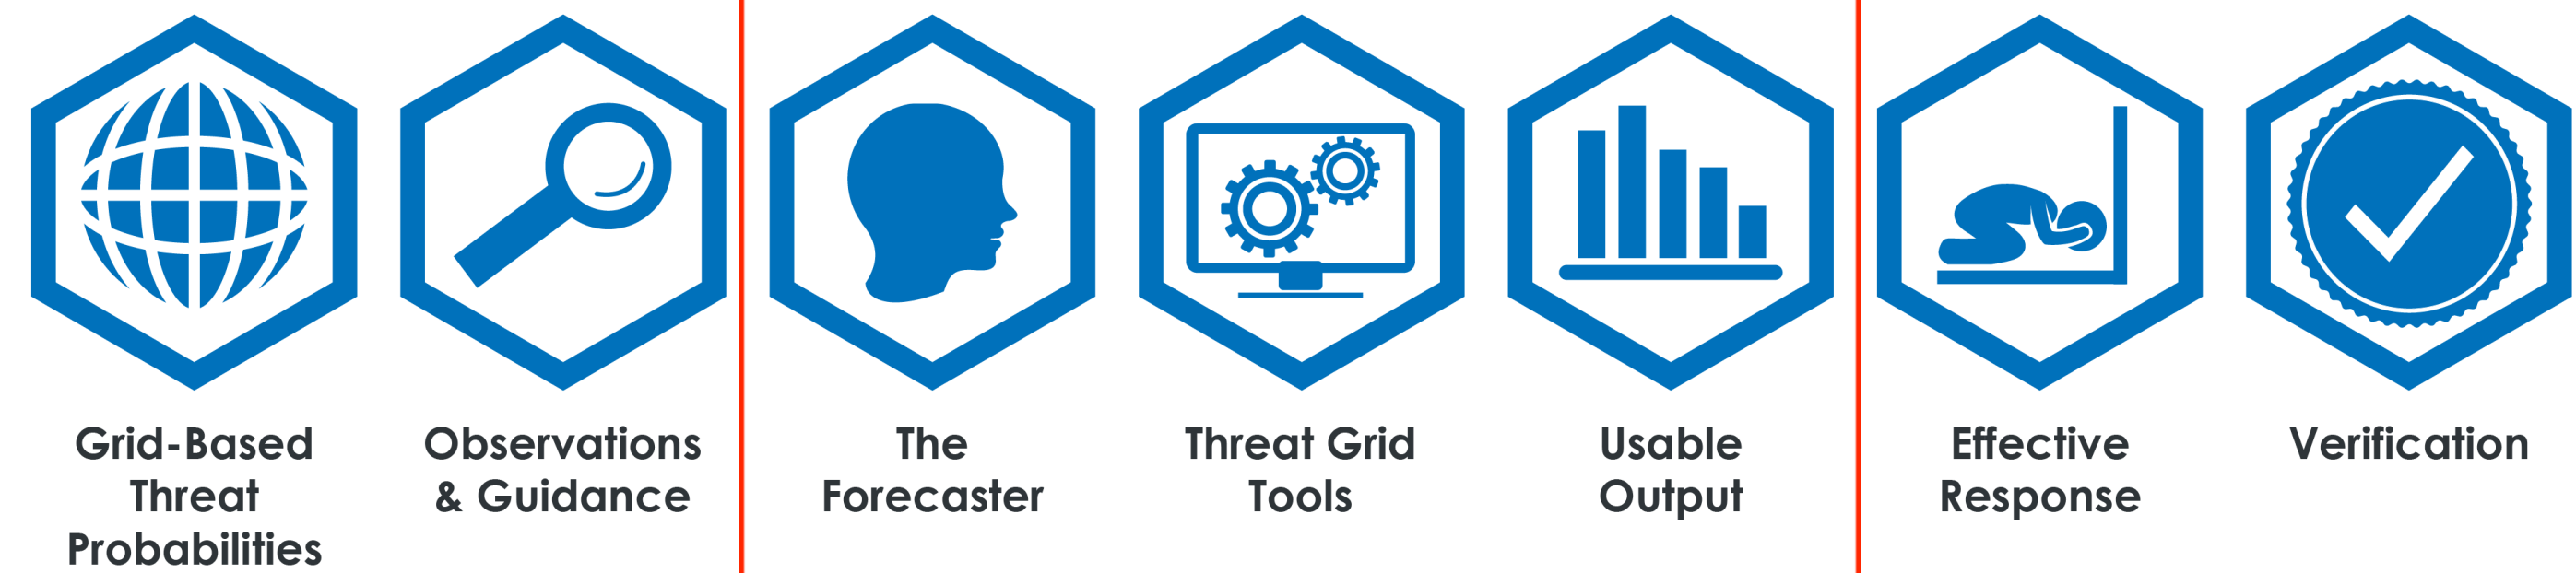 Grid-Based
Threat
Probabilities
Observations
& Guidance
The
Forecaster
Threat Grid
Tools
Usable
Output
Effective
Response
Verification